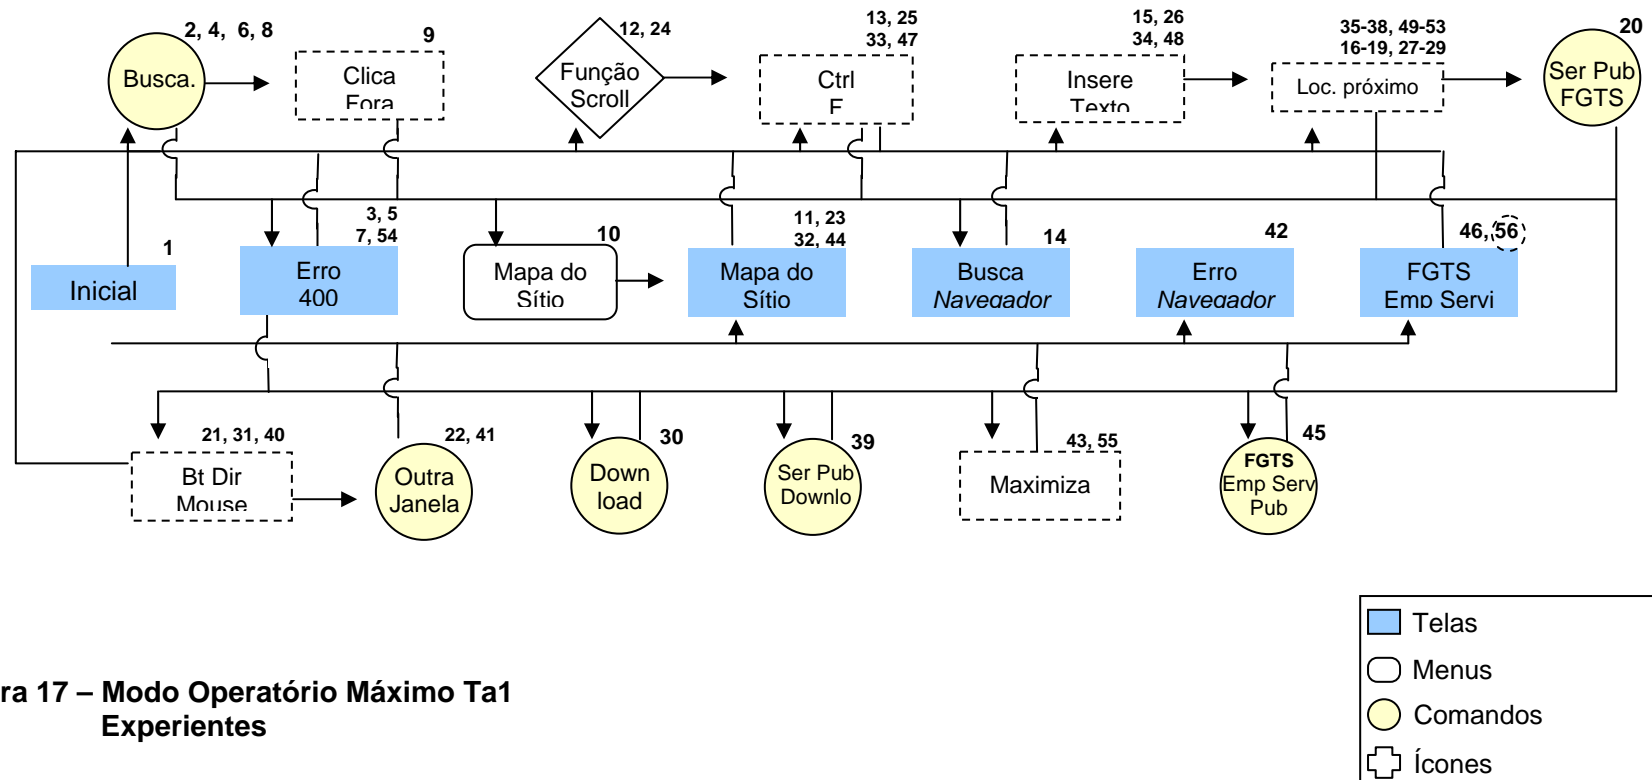 2, 4, 6, 8
Busca.
9
Clica
Fora
12, 24
Função
Scroll
13, 25
33, 47
Ctrl
F
15, 26
34, 48
Insere
Texto
35-38, 49-53
16-19, 27-29
Loc. próximo
20
Ser Pub
FGTS
1
Inicial
3, 5
7, 54
Erro
400
10
Mapa do
Sítio
11, 23
32, 44
Mapa do
Sítio
14
Busca
Navegador
42
Erro
Navegador
46, 56
FGTS
Emp Servi
21, 31, 40
Bt Dir
Mouse
22, 41
Outra
Janela
30
Down
load
39
Ser Pub
Downlo
43, 55
Maximiza
45
FGTS
Emp Serv
Pub
Telas
Menus
Comandos
Ícones
ra 17 – Modo Operatório Máximo Ta1
Experientes